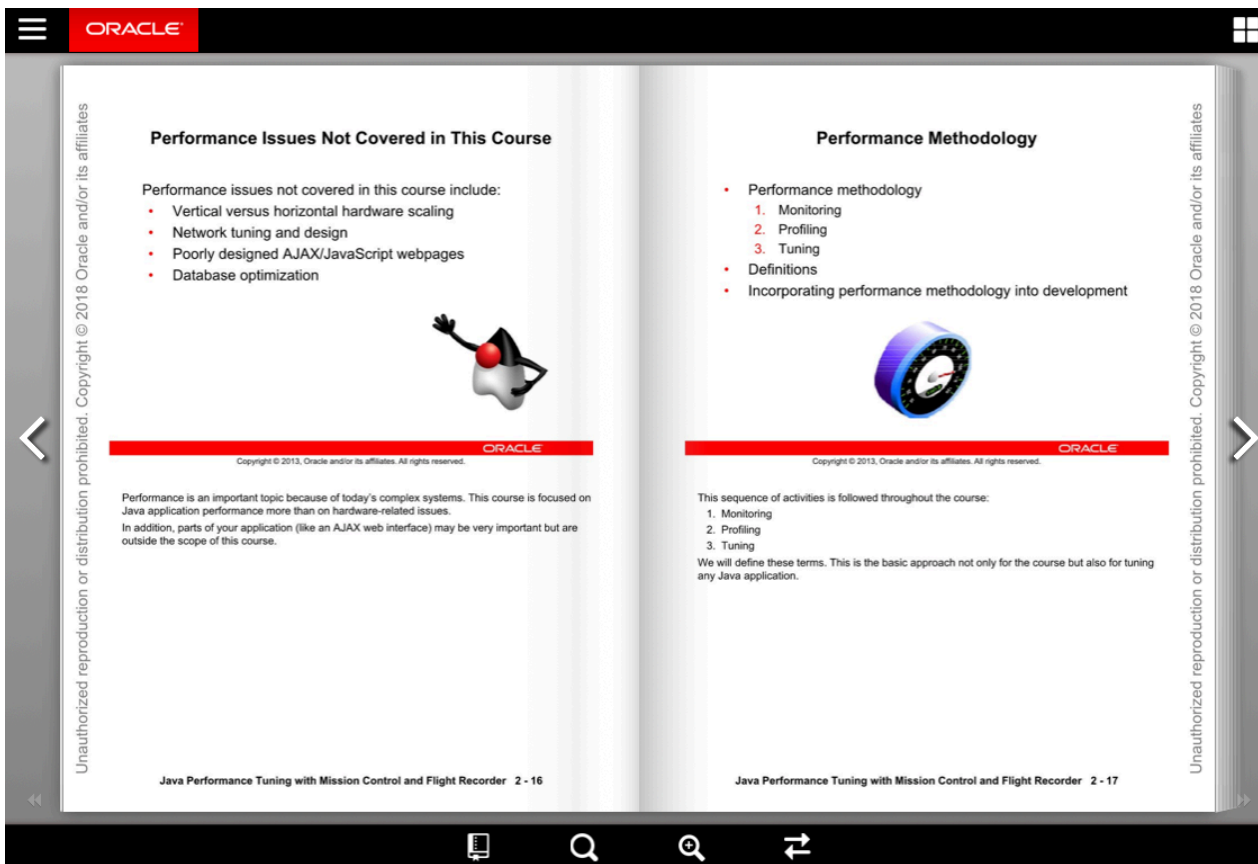 ORACLE
Unauthorized reproduction or distribution prohibited. Copyright © 2018 Oracle and/or its affiliates
Performance Issues Not Covered in This Course
Performance issues not covered in this course include:
• Vertical versus horizontal hardware scaling
• Network tuning and design
• Poorly designed AJAX/JavaScript webpages
• Database optimization
ORACLE
Copyright © 2013, Oracle and/or its affiliates. All rights reserved.
Performance is an important topic because of today's complex systems. This course is focused on
Java application performance more than on hardware-related issues.
In addition, parts of your application (like an AJAX web interface) may be very important but are
outside the scope of this course.
Java Performance Tuning with Mission Control and Flight Recorder 2 - 16
Performance Methodology
• Performance methodology
1. Monitoring
2. Profiling
3. Tuning
• Definitions
• Incorporating performance methodology into development
ORACLE
Copyright © 2013, Oracle and/or its affiliates. All rights reserved.
This sequence of activities is followed throughout the course:
1. Monitoring
2. Profiling
3. Tuning
We will define these terms. This is the basic approach not only for the course but also for tuning
any Java application.
Java Performance Tuning with Mission Control and Flight Recorder 2 - 17
Unauthorized reproduction or distribution prohibited. Copyright © 2018 Oracle and/or its affiliates